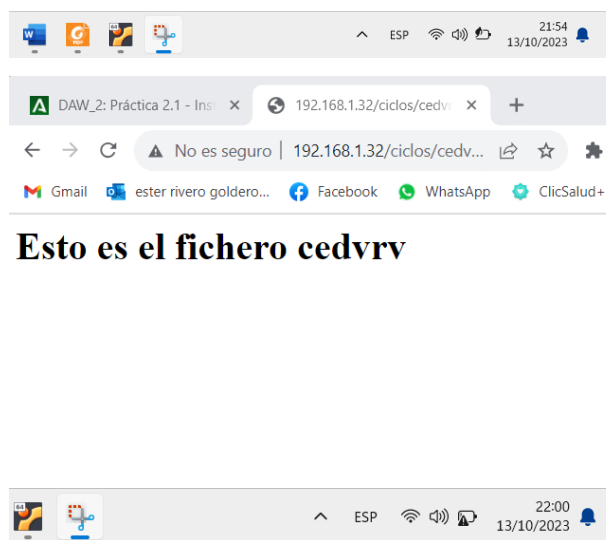 ESP
21:54
13/10/2023
DAW_2: Práctica 2.1 - Ins
192.168.1.32/ciclos/cedv
No es seguro | 192.168.1.32/ciclos/cedv...
Gmail ester rivero goldero... Facebook WhatsApp ClicSalud+
Esto es el fichero cedvrv
ESP
22:00
13/10/2023